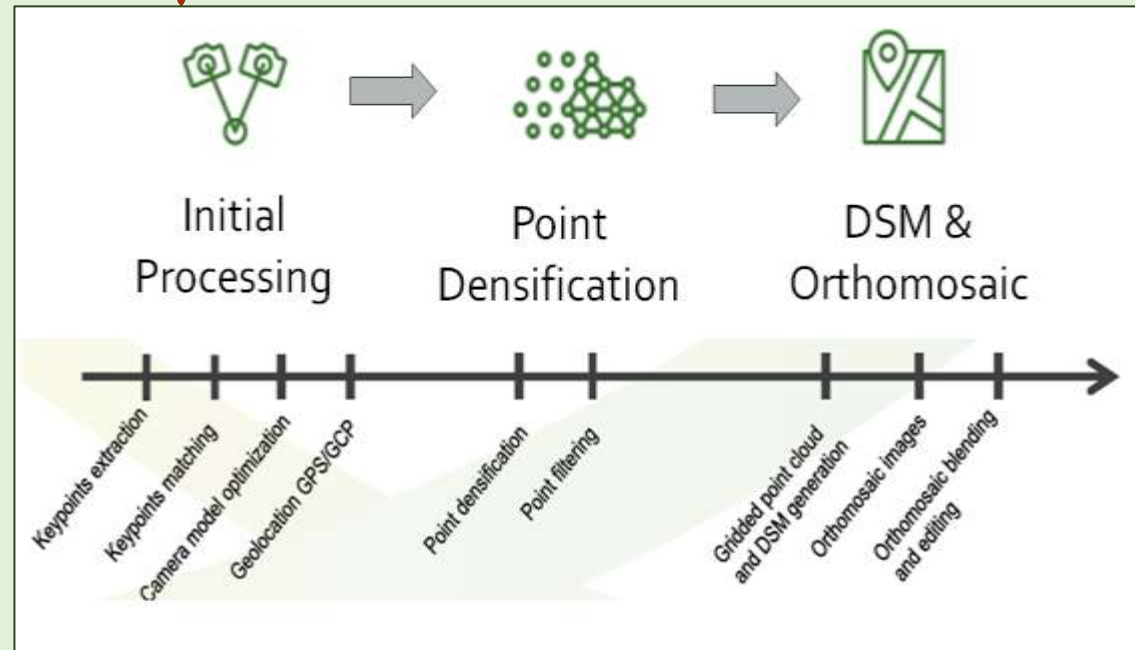 Initial
Processing
Point
Densification
DSM &
Orthomosaic
Keypoints extraction
Keypoints matching
Camera model optimization
Geolocation GPS/GCP
Point densification
Point filtering
Gridded point cloud
and DSM generation
Orthomosaic images
Orthomosaic blending
and editing